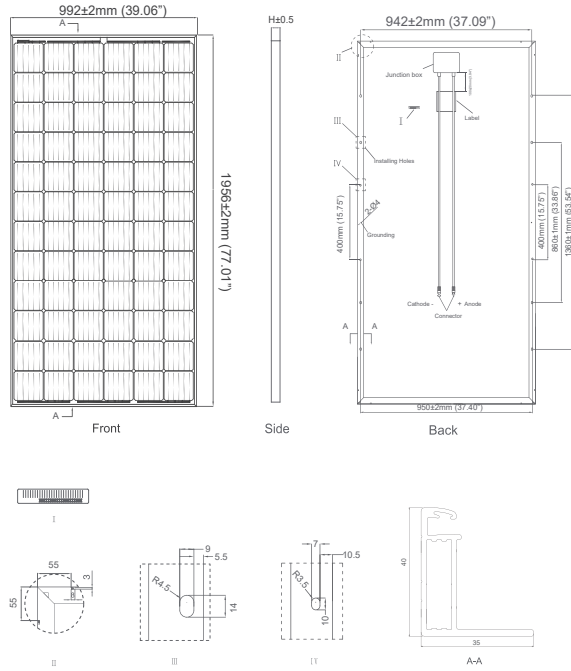 992±2mm (39.06")
A
1956±2mm (77.01")
A
Front
H±0.5
Side
942±2mm (37.09")
II
Junction box
I
Label
III
Installing Holes
IV
400mm (15.75")
2-Ø4
Grounding
400mm (15.75")
860±1mm (33.86")
1360±1mm (53.54")
Cathode - + Anode
Connector
A A
950±2mm (37.40")
Back
I
55
3
55
II
9
5.5
R4.5
14
III
7
10.5
R3.5
10
IV
40
35
A-A